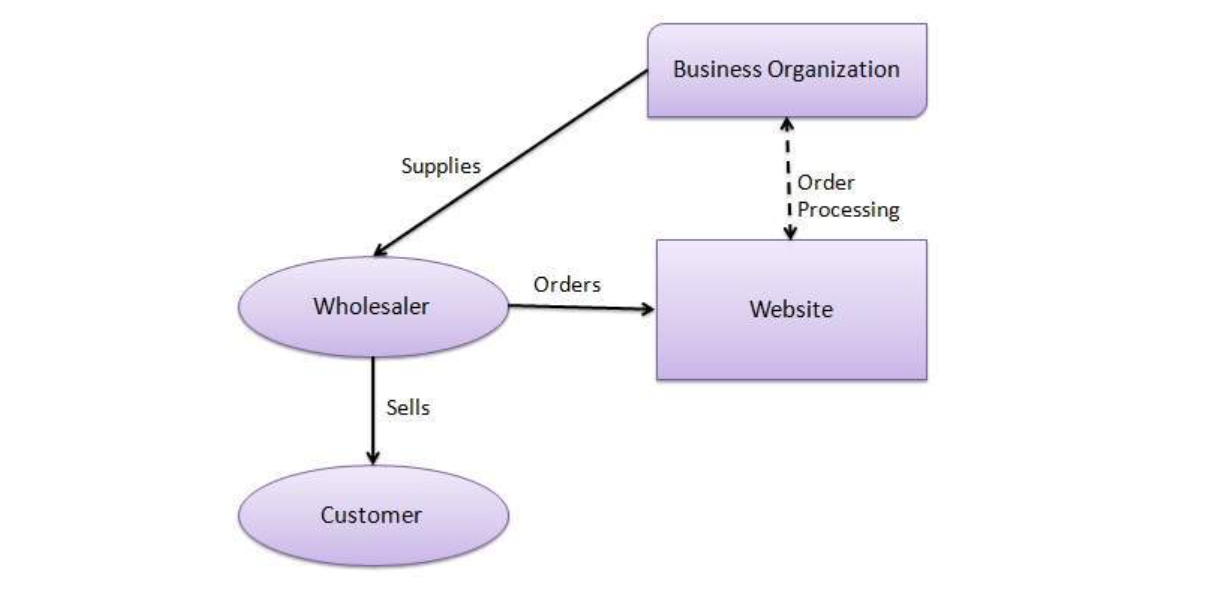 Business Organization
Supplies
Order
Processing
Orders
Wholesaler
Website
Sells
Customer